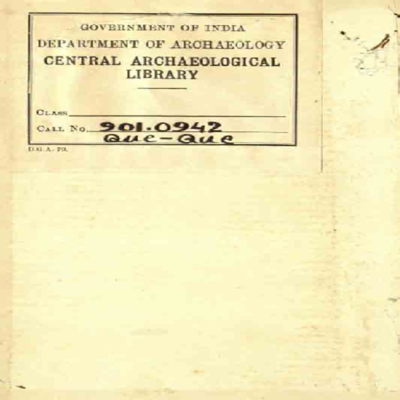 GOVERNMENT OF INDIA
DEPARTMENT OF ARCHAEOLOGY
CENTRAL ARCHAEOLOGICAL
LIBRARY
CLASS
CALL No. 901.0942
Que-Que
D.G.A. 79.